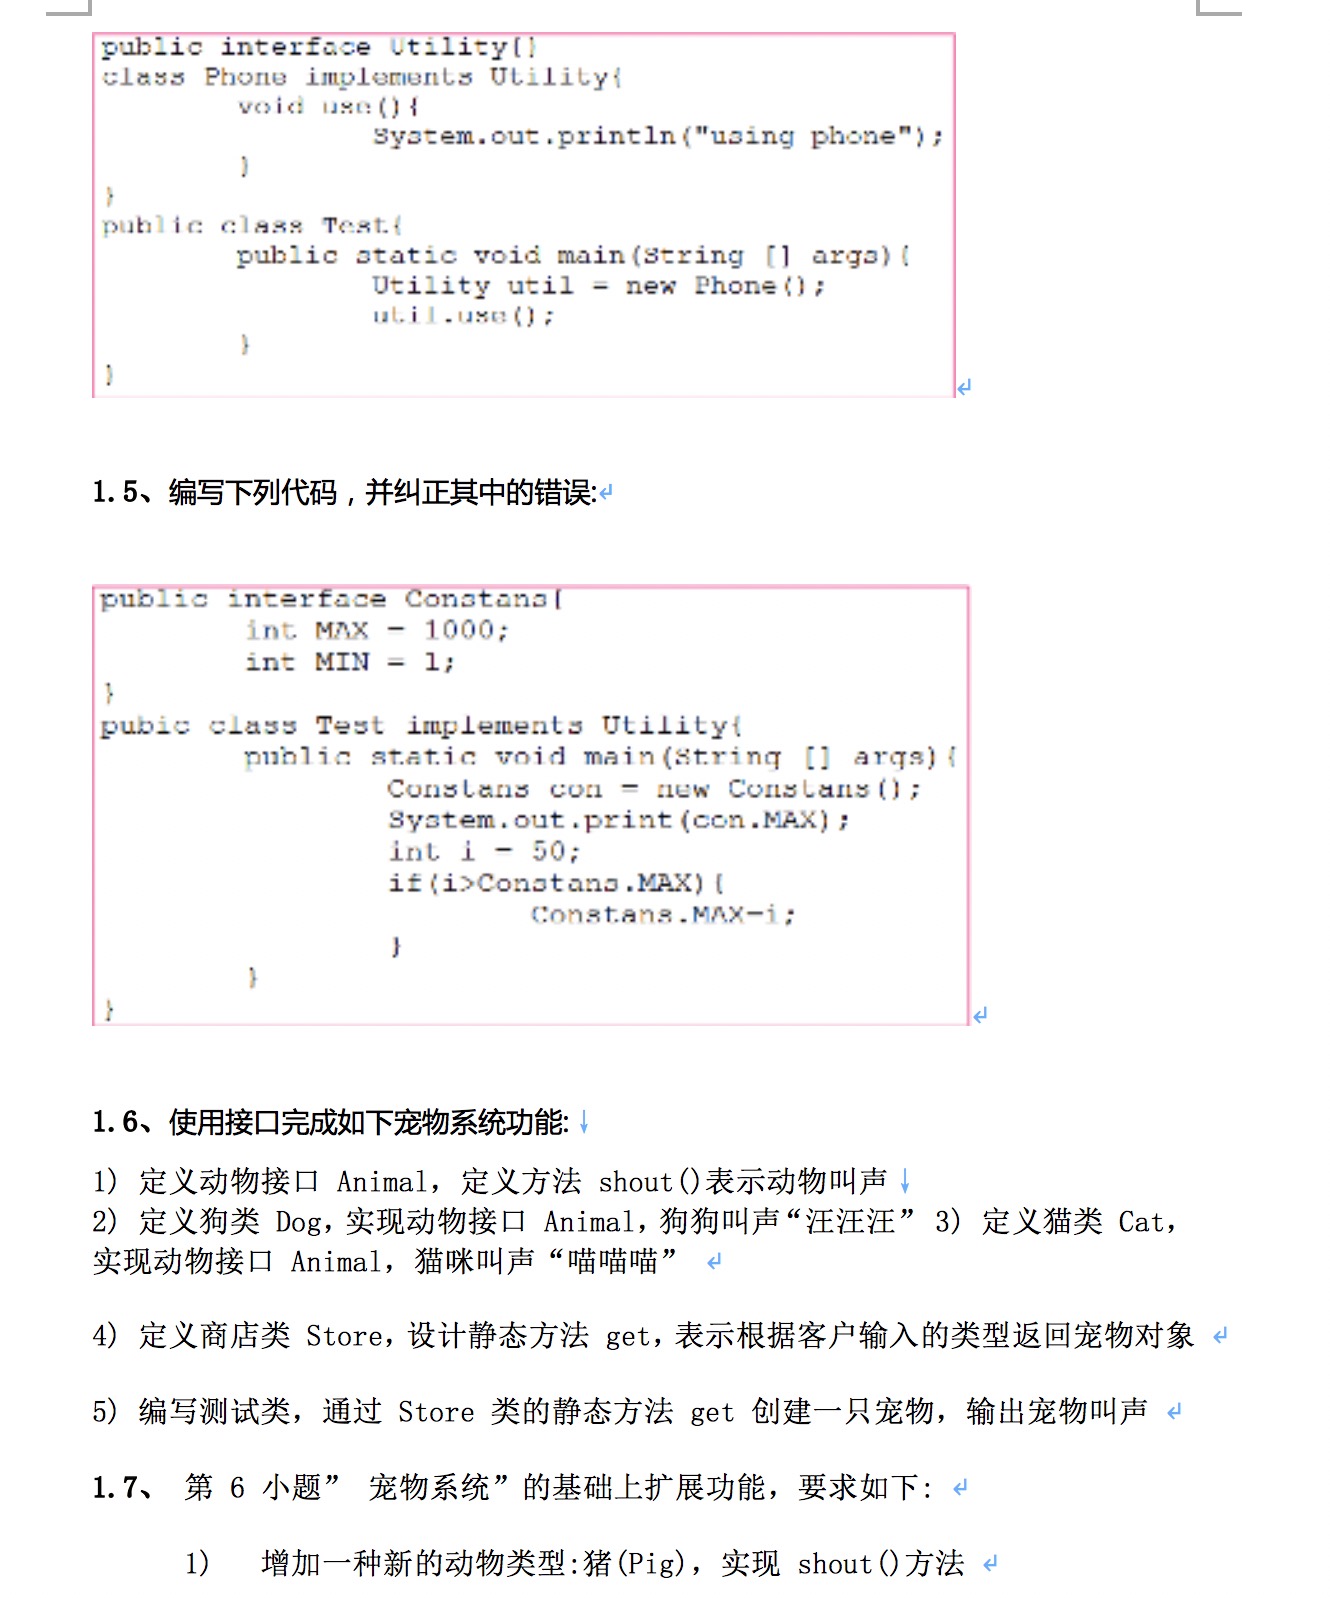 public interface Utility{}
class Phone implements Utility{
void use(){
System.out.println("using phone");
}
}
public class Test{
public static void main(String [] args){
Utility util = new Phone();
util.use();
}
}
1.5、编写下列代码，并纠正其中的错误:
public interface Constans{
int MAX = 1000;
int MIN = 1;
}
pubic class Test implements Utility{
public static void main(String [] args){
Constans con = new Constans();
System.out.print(con.MAX);
int i = 50;
if(i>Constans.MAX){
Constans.MAX=i;
}
}
}
1.6、使用接口完成如下宠物系统功能:
1) 定义动物接口 Animal，定义方法 shout()表示动物叫声
2) 定义狗类 Dog，实现动物接口 Animal，狗狗叫声“汪汪汪” 3) 定义猫类 Cat，
实现动物接口 Animal，猫咪叫声“喵喵喵”
4) 定义商店类 Store，设计静态方法 get，表示根据客户输入的类型返回宠物对象
5) 编写测试类，通过 Store 类的静态方法 get 创建一只宠物，输出宠物叫声
1.7、 第 6 小题” 宠物系统”的基础上扩展功能，要求如下:
1) 增加一种新的动物类型:猪(Pig)，实现 shout()方法